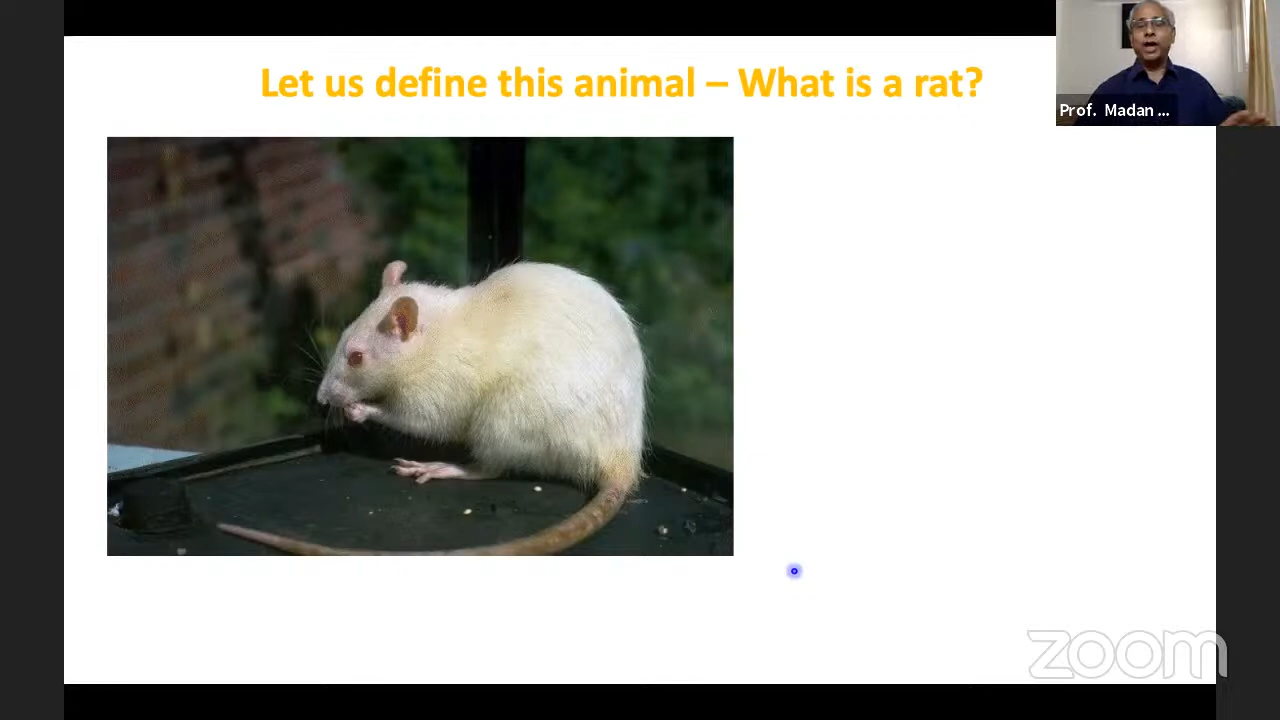 Let us define this animal – What is a rat?
Prof. Madan ...
zoom